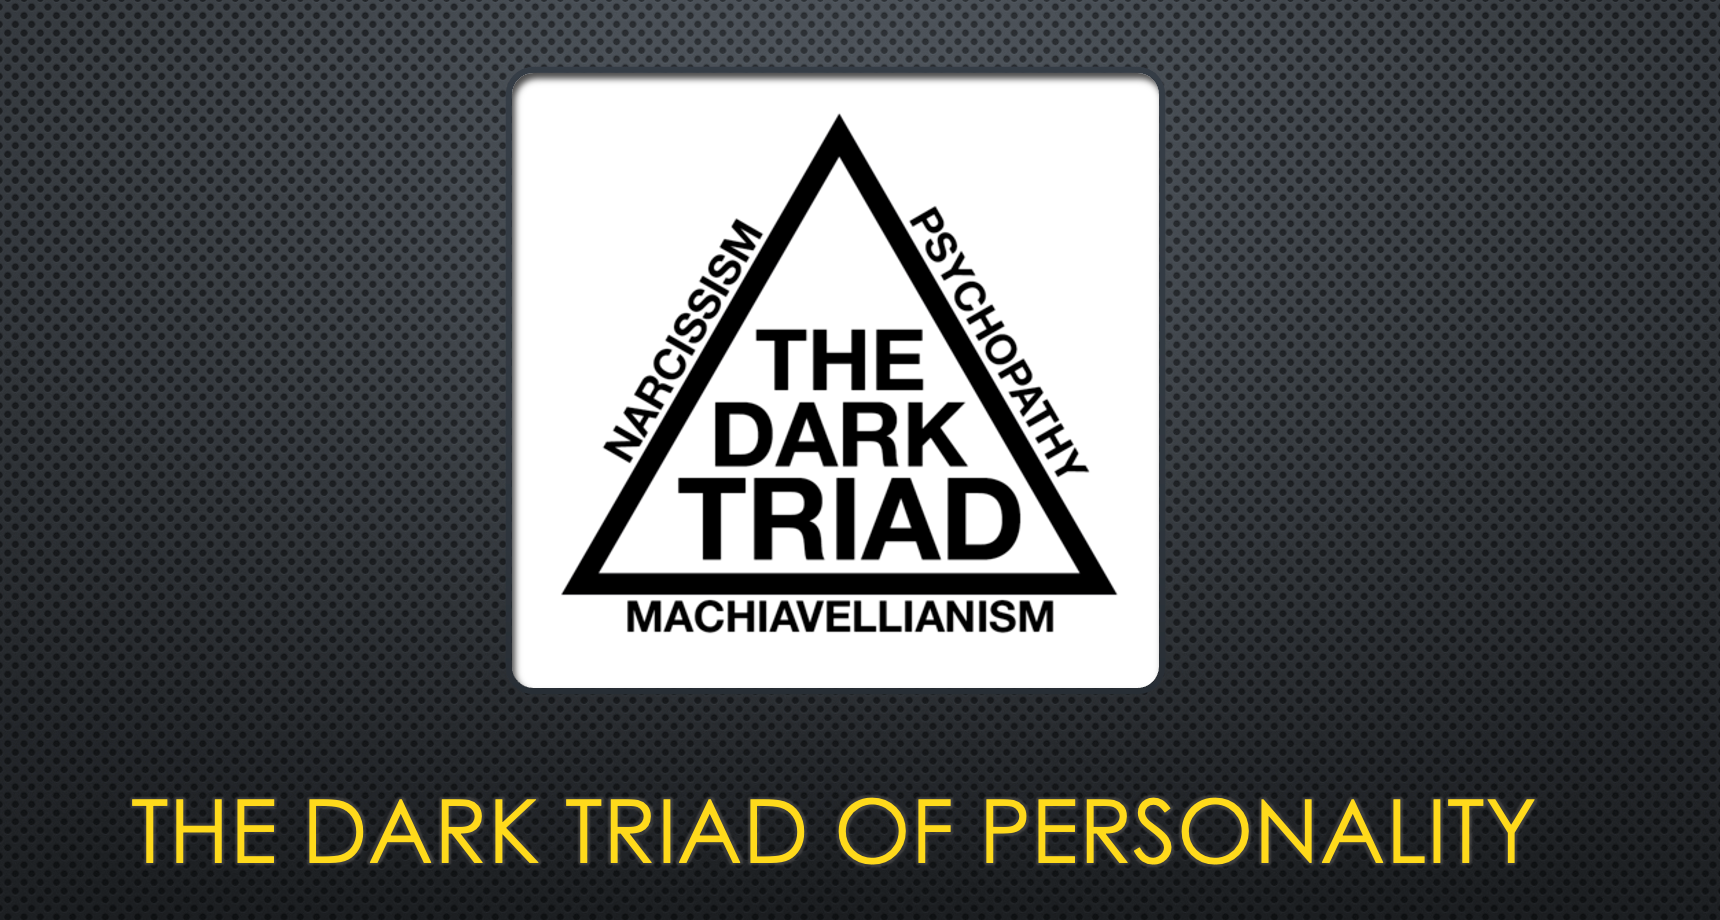 NARCISSISM
PSYCHOPATHY
THE
DARK
TRIAD
MACHIAVELLIANISM
THE DARK TRIAD OF PERSONALITY